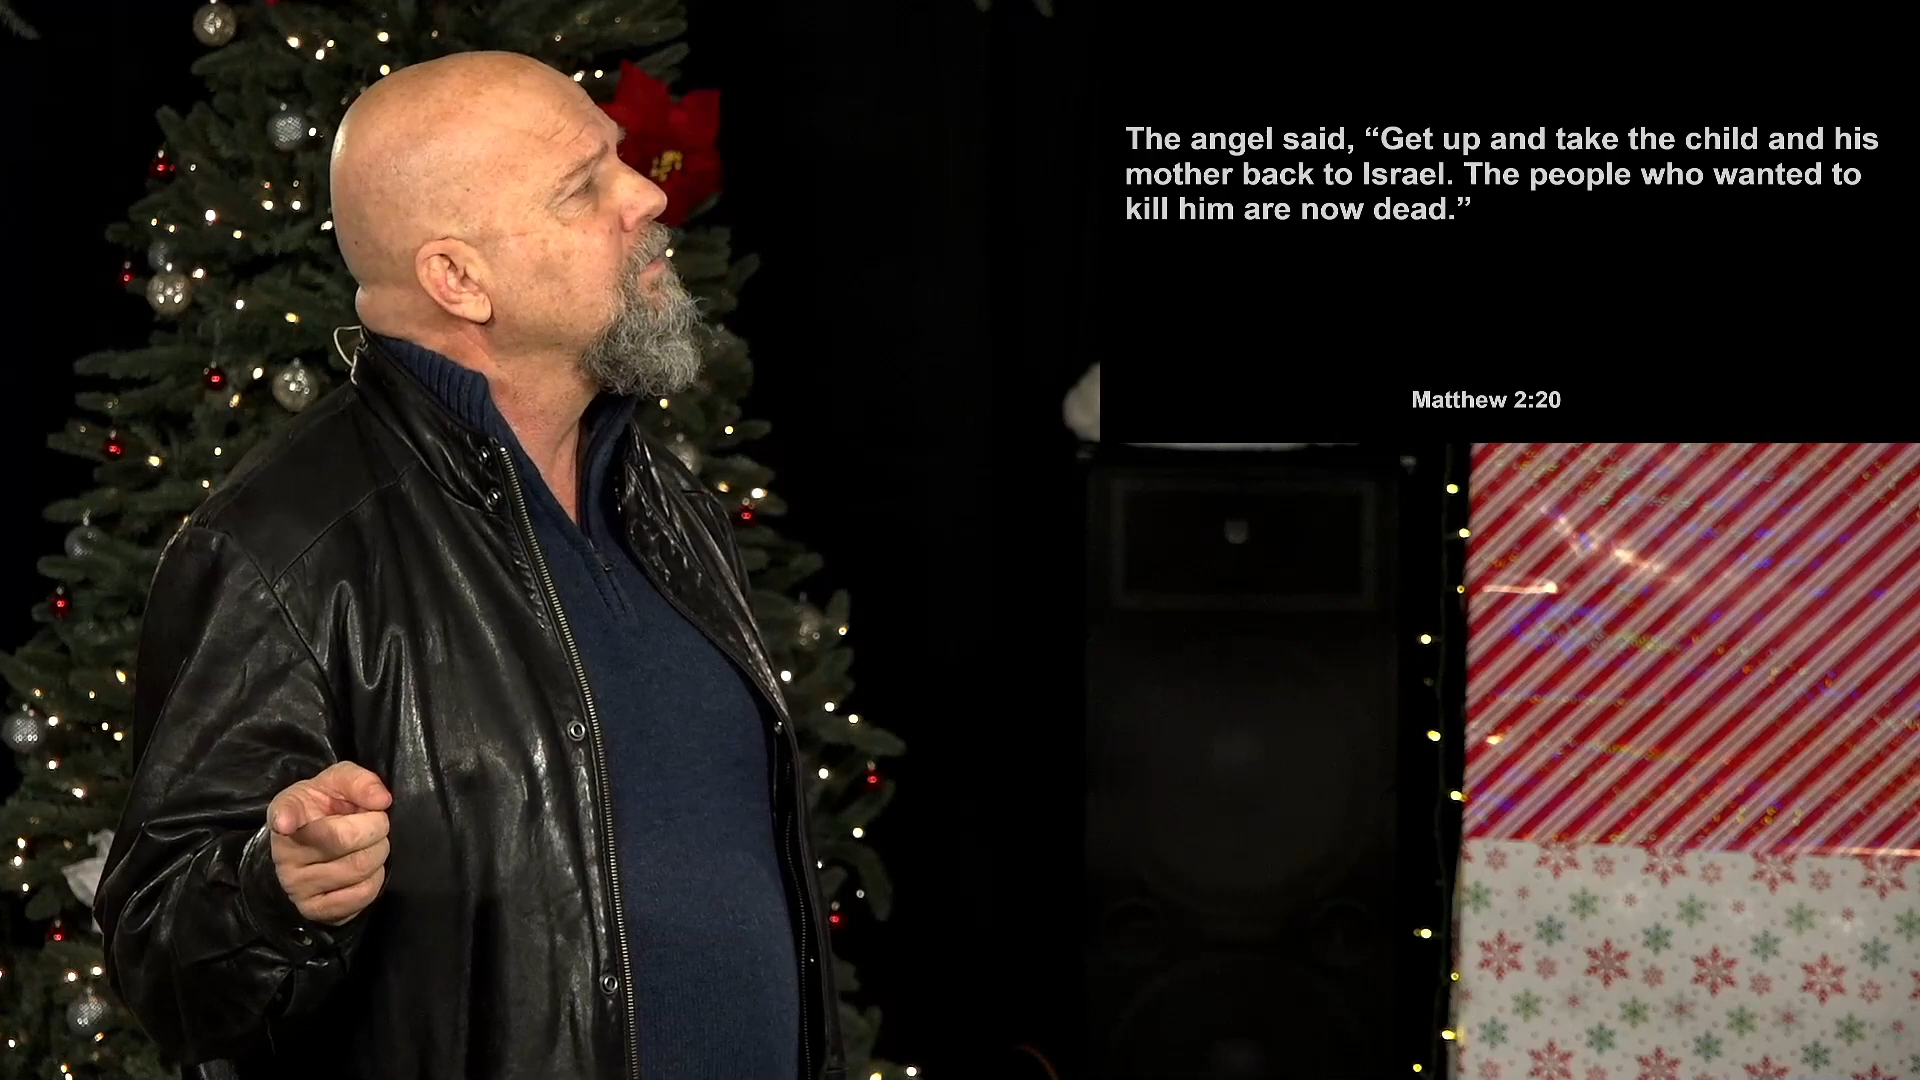 The angel said, “Get up and take the child and his
mother back to Israel. The people who wanted to
kill him are now dead.”
Matthew 2:20